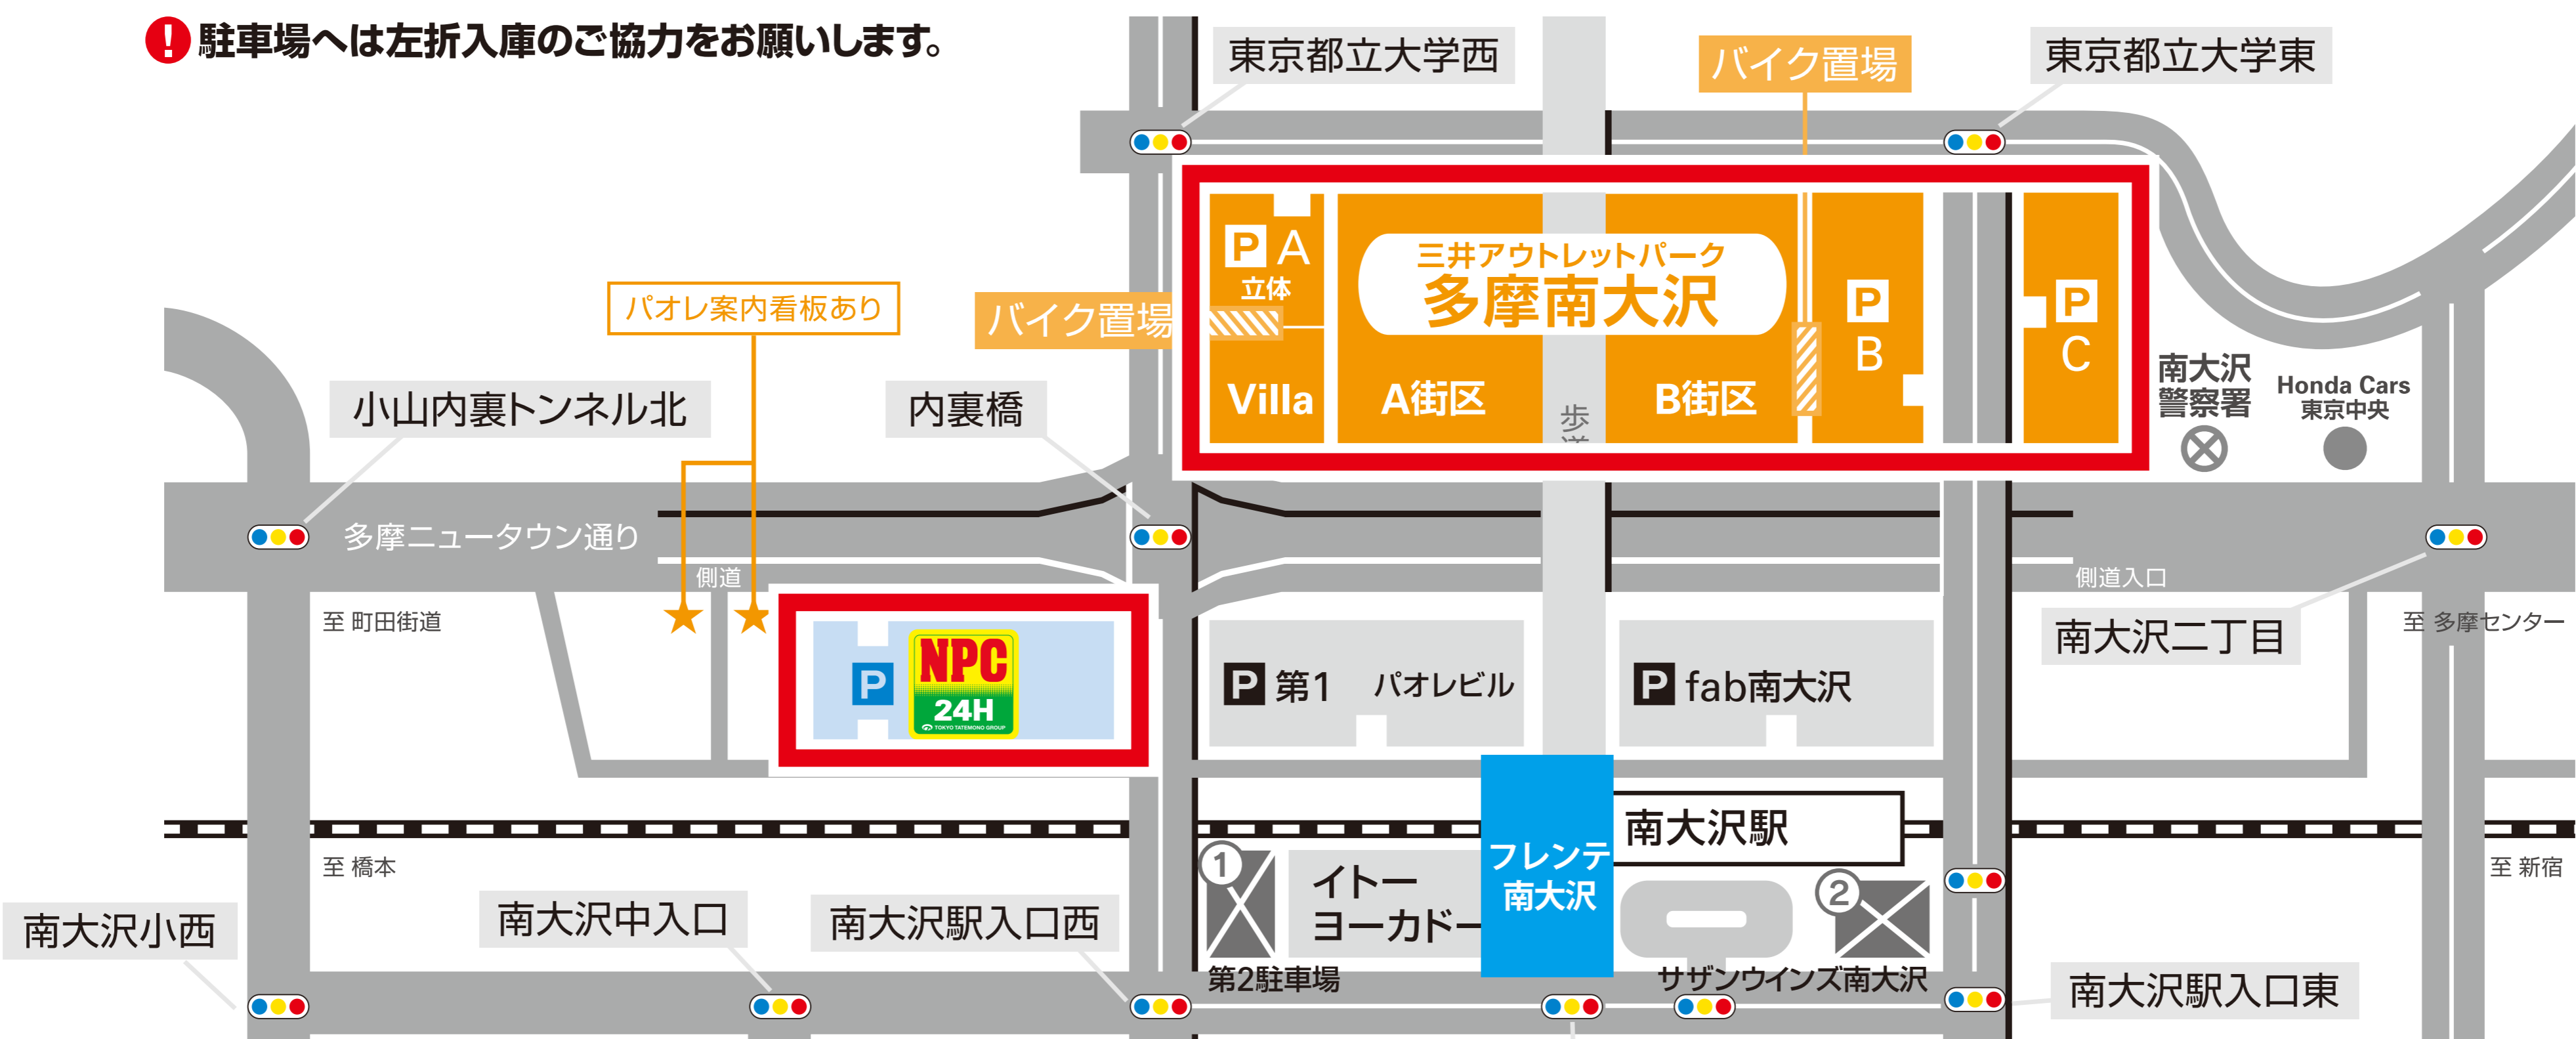 ! 駐車場へは左折入庫のご協力をお願いします。
東京都立大学西
バイク置場
東京都立大学東
P A
立体
三井アウトレットパーク
多摩南大沢
P
B
P
C
パオレ案内看板あり
バイク置場
Villa
A街区
歩道
B街区
南大沢
警察署
Honda Cars
東京中央
小山内裏トンネル北
内裏橋
多摩ニュータウン通り
側道
側道入口
至 町田街道
南大沢二丁目
至 多摩センター
P
NPC
24H
TOKYO TATEMONO GROUP
P 第1 パオレビル
P fab南大沢
南大沢駅
フレンテ
南大沢
至 橋本
至 新宿
1
イトー
ヨーカドー
2
南大沢小西
南大沢中入口
南大沢駅入口西
第2駐車場
サザンウインズ南大沢
南大沢駅入口東